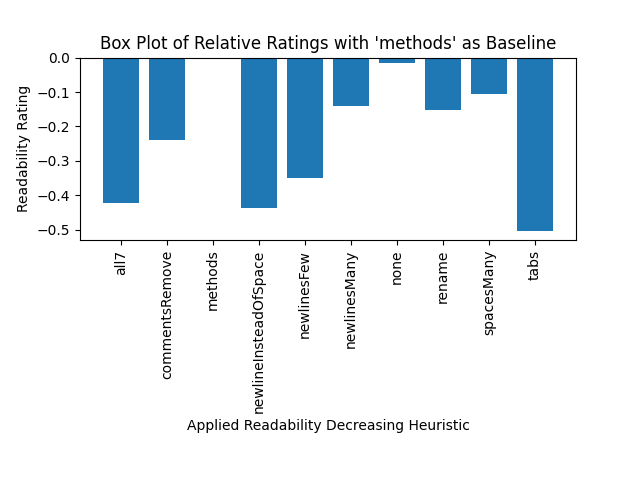 Box Plot of Relative Ratings with 'methods' as Baseline
Readability Rating
0.0
−0.1
−0.2
−0.3
−0.4
−0.5
all7
commentsRemove
methods
newlineInsteadOfSpace
newlinesFew
newlinesMany
none
rename
spacesMany
tabs
Applied Readability Decreasing Heuristic